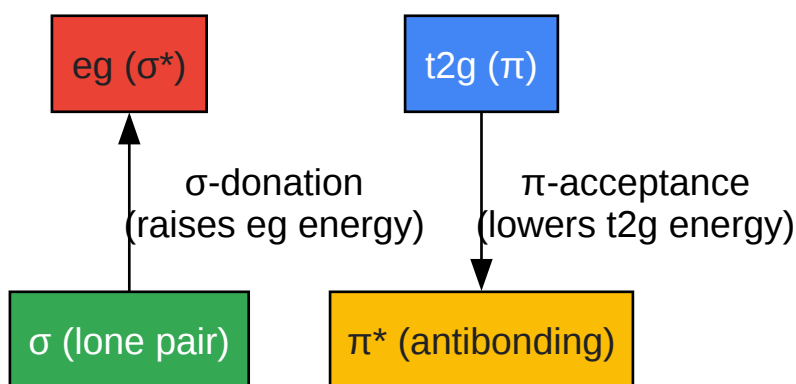 eg (σ*)
t2g (π)
σ-donation
(raises eg energy)
π-acceptance
(lowers t2g energy)
σ (lone pair)
π* (antibonding)